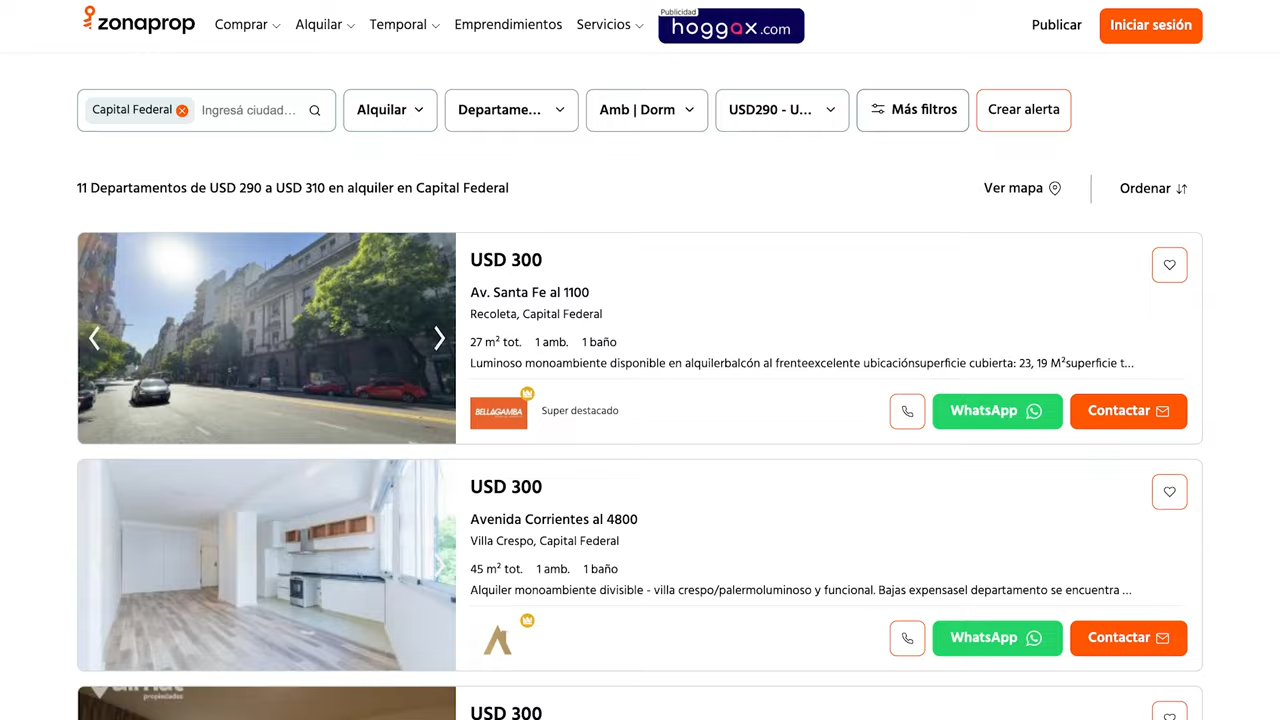 zonaprop
Comprar
Alquilar
Temporal
Emprendimientos
Servicios
Publicidad
hoggax.com
Publicar
Iniciar sesión
Capital Federal
Ingresá ciudad...
Alquilar
Departame...
Amb | Dorm
USD290 - U...
Más filtros
Crear alerta
11 Departamentos de USD 290 a USD 310 en alquiler en Capital Federal
Ver mapa
Ordenar
USD 300
Av. Santa Fe al 1100
Recoleta, Capital Federal
27 m² tot. 1 amb. 1 baño
Luminoso monoambiente disponible en alquilerbalcón al frenteexcelente ubicaciónsuperficie cubierta: 23, 19 M²superficie t...
BELLAGAMBA
Super destacado
WhatsApp
Contactar
USD 300
Avenida Corrientes al 4800
Villa Crespo, Capital Federal
45 m² tot. 1 amb. 1 baño
Alquiler monoambiente divisible - villa crespo/palermoluminoso y funcional. Bajas expensasel departamento se encuentra ...
WhatsApp
Contactar
propiedades
USD 300